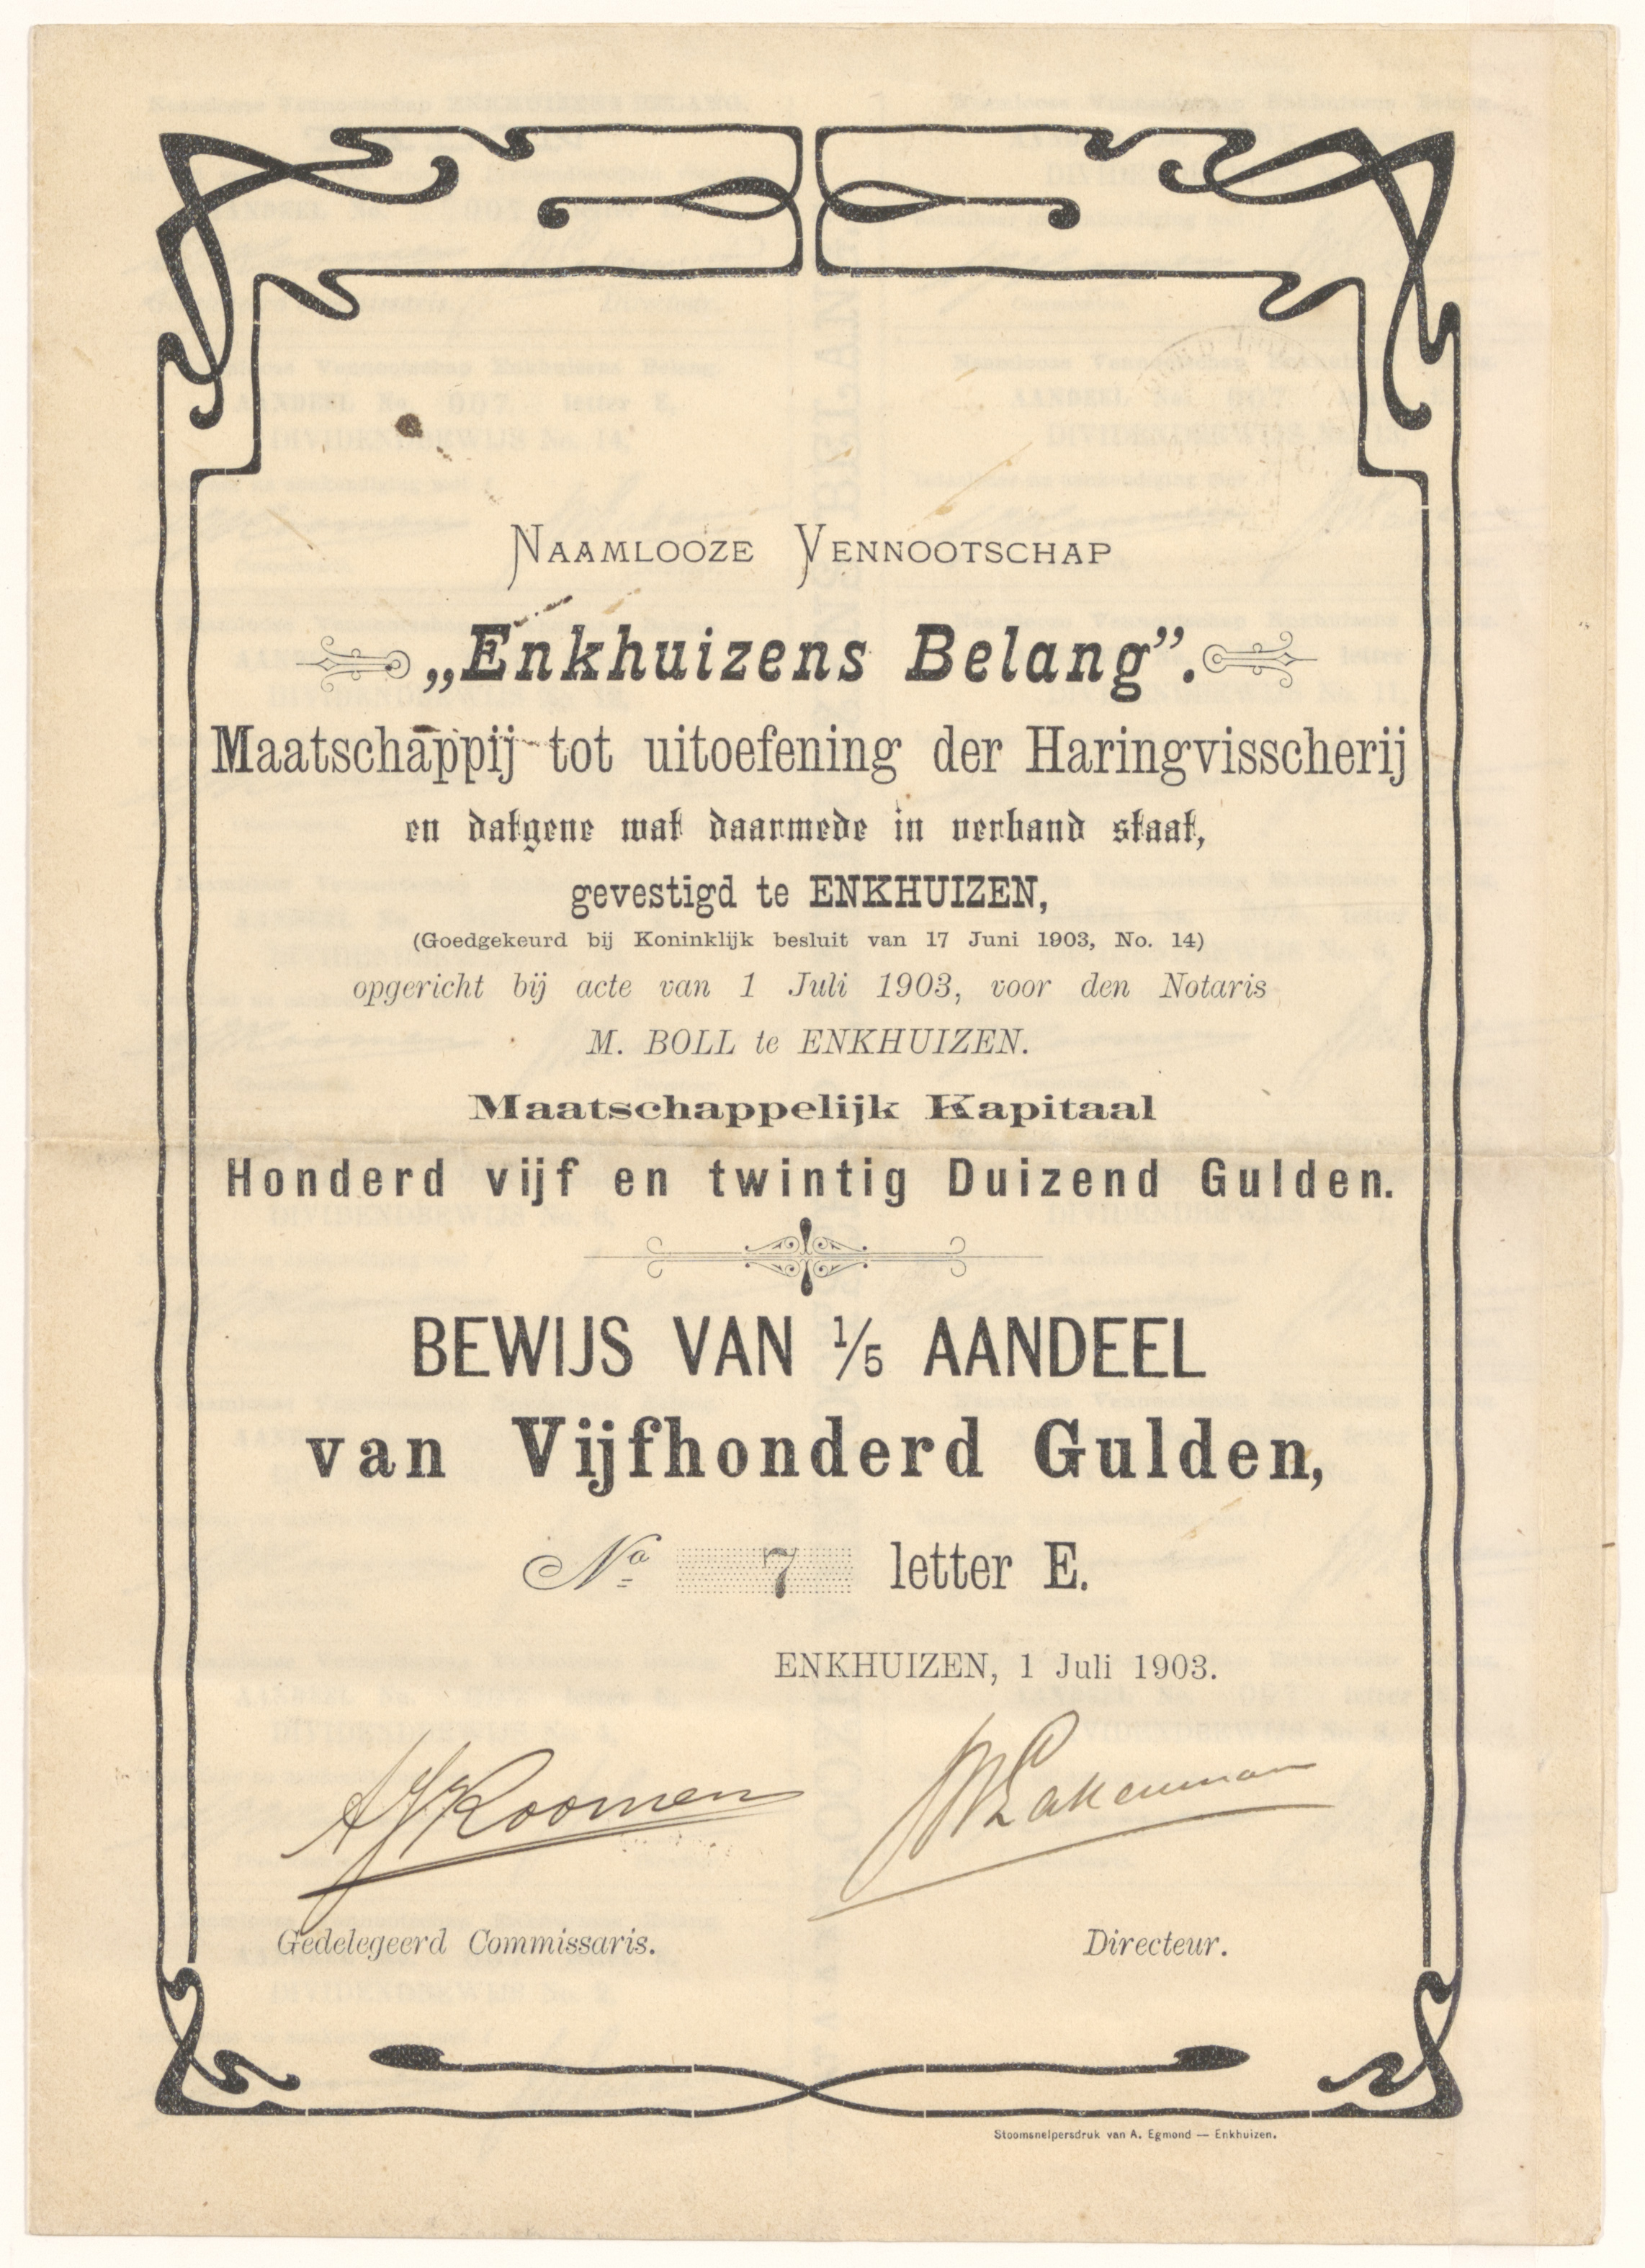 NAAMLOOZE VENNOOTSCHAP
„Enkhuizens Belang”.
Maatschappij tot uitoefening der Haringvisscherij
en datgene wat daarmede in verband staat,
gevestigd te ENKHUIZEN,
(Goedgekeurd bij Koninklijk besluit van 17 Juni 1903, No. 14)
opgericht bij acte van 1 Juli 1903, voor den Notaris
M. BOLL te ENKHUIZEN.
Maatschappelijk Kapitaal
Honderd vijf en twintig Duizend Gulden.
BEWIJS VAN 1/5 AANDEEL
van Vijfhonderd Gulden,
No 7 letter E.
ENKHUIZEN, 1 Juli 1903.
AJ Koomen
Lakenman
Gedelegeerd Commissaris.
Directeur.
Stoomsnelpersdruk van A. Egmond — Enkhuizen.